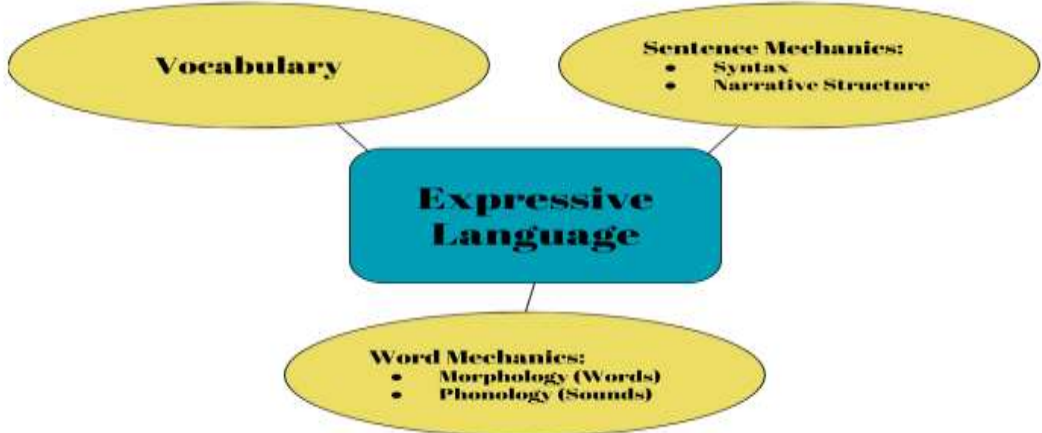 Vocabulary
Sentence Mechanics:
● Syntax
● Narrative Structure
Expressive
Language
Word Mechanics:
● Morphology (Words)
● Phonology (Sounds)